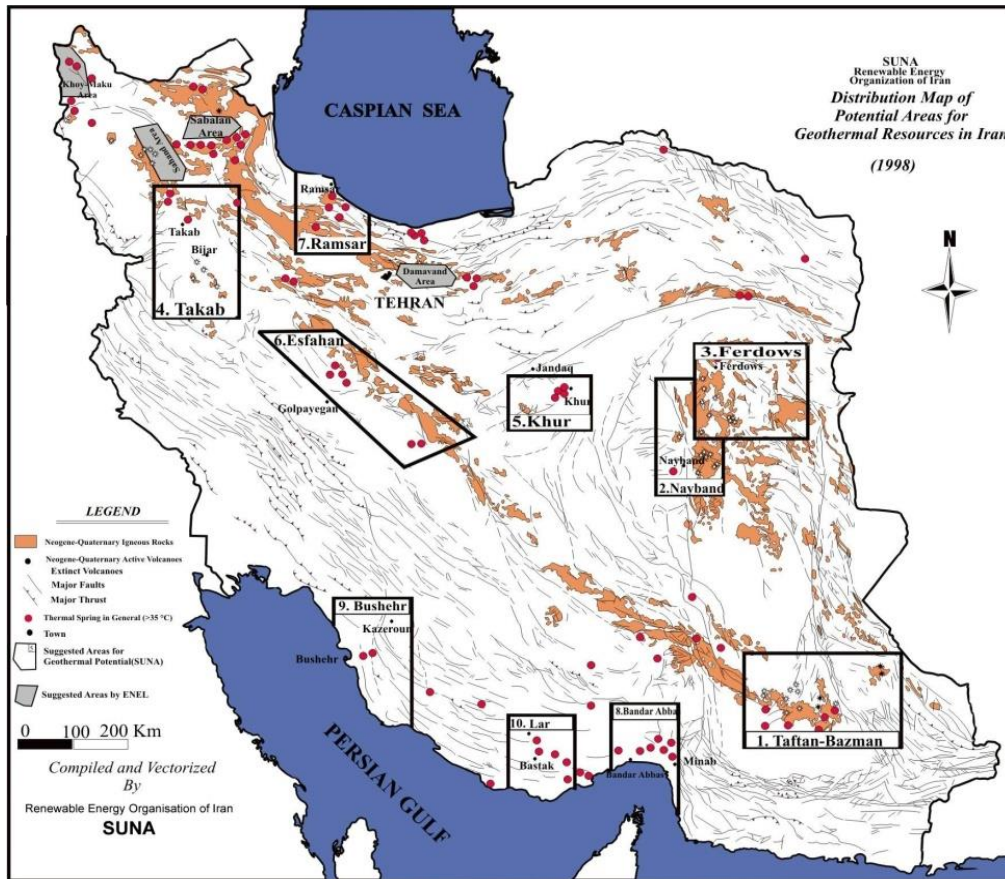 SUNA
Renewable Energy
Organization of Iran
Distribution Map of
Potential Areas for
Geothermal Resources in Iran
(1998)
N
CASPIAN SEA
Khoy-Maku
Area
Sabalan
Area
Sahand Area
Ramsar
7.Ramsar
Takab
Bijar
4. Takab
Damavand
Area
TEHRAN
6.Esfahan
Golpayegan
Jandaq
Khur
5.Khur
3.Ferdows
Ferdows
Nayband
2.Nayband
9. Bushehr
Kazeroun
Bushehr
10. Lar
Bastak
8.Bandar Abba
Bandar Abbas
Minab
1. Taftan-Bazman
PERSIAN GULF
LEGEND
Neogene-Quaternary Igneous Rocks
Neogene-Quaternary Active Volcanoes
Extinct Volcanoes
Major Faults
Major Thrust
Thermal Spring in General (>35 °C)
Town
Suggested Areas for
Geothermal Potential(SUNA)
Suggested Areas by ENEL
0 100 200 Km
Compiled and Vectorized
By
Renewable Energy Organisation of Iran
SUNA